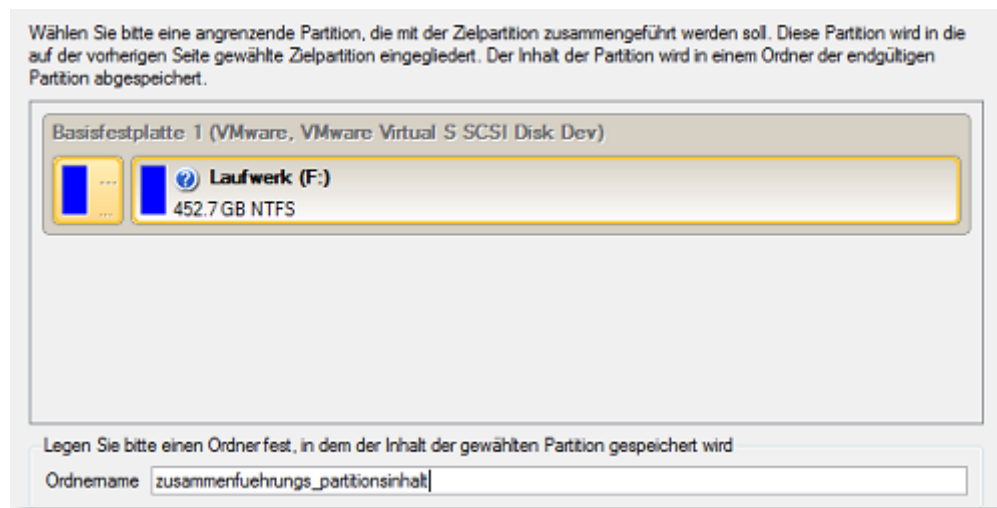 Wählen Sie bitte eine angrenzende Partition, die mit der Zielpartition zusammengeführt werden soll. Diese Partition wird in die
auf der vorherigen Seite gewählte Zielpartition eingegliedert. Der Inhalt der Partition wird in einem Ordner der endgültigen
Partition abgespeichert.
Basisfestplatte 1 (VMware, VMware Virtual S SCSI Disk Dev)
...
...
Laufwerk (F:)
452.7 GB NTFS
Legen Sie bitte einen Ordner fest, in dem der Inhalt der gewählten Partition gespeichert wird
Ordnername zusammenfuehrungs_partitionsinhalt